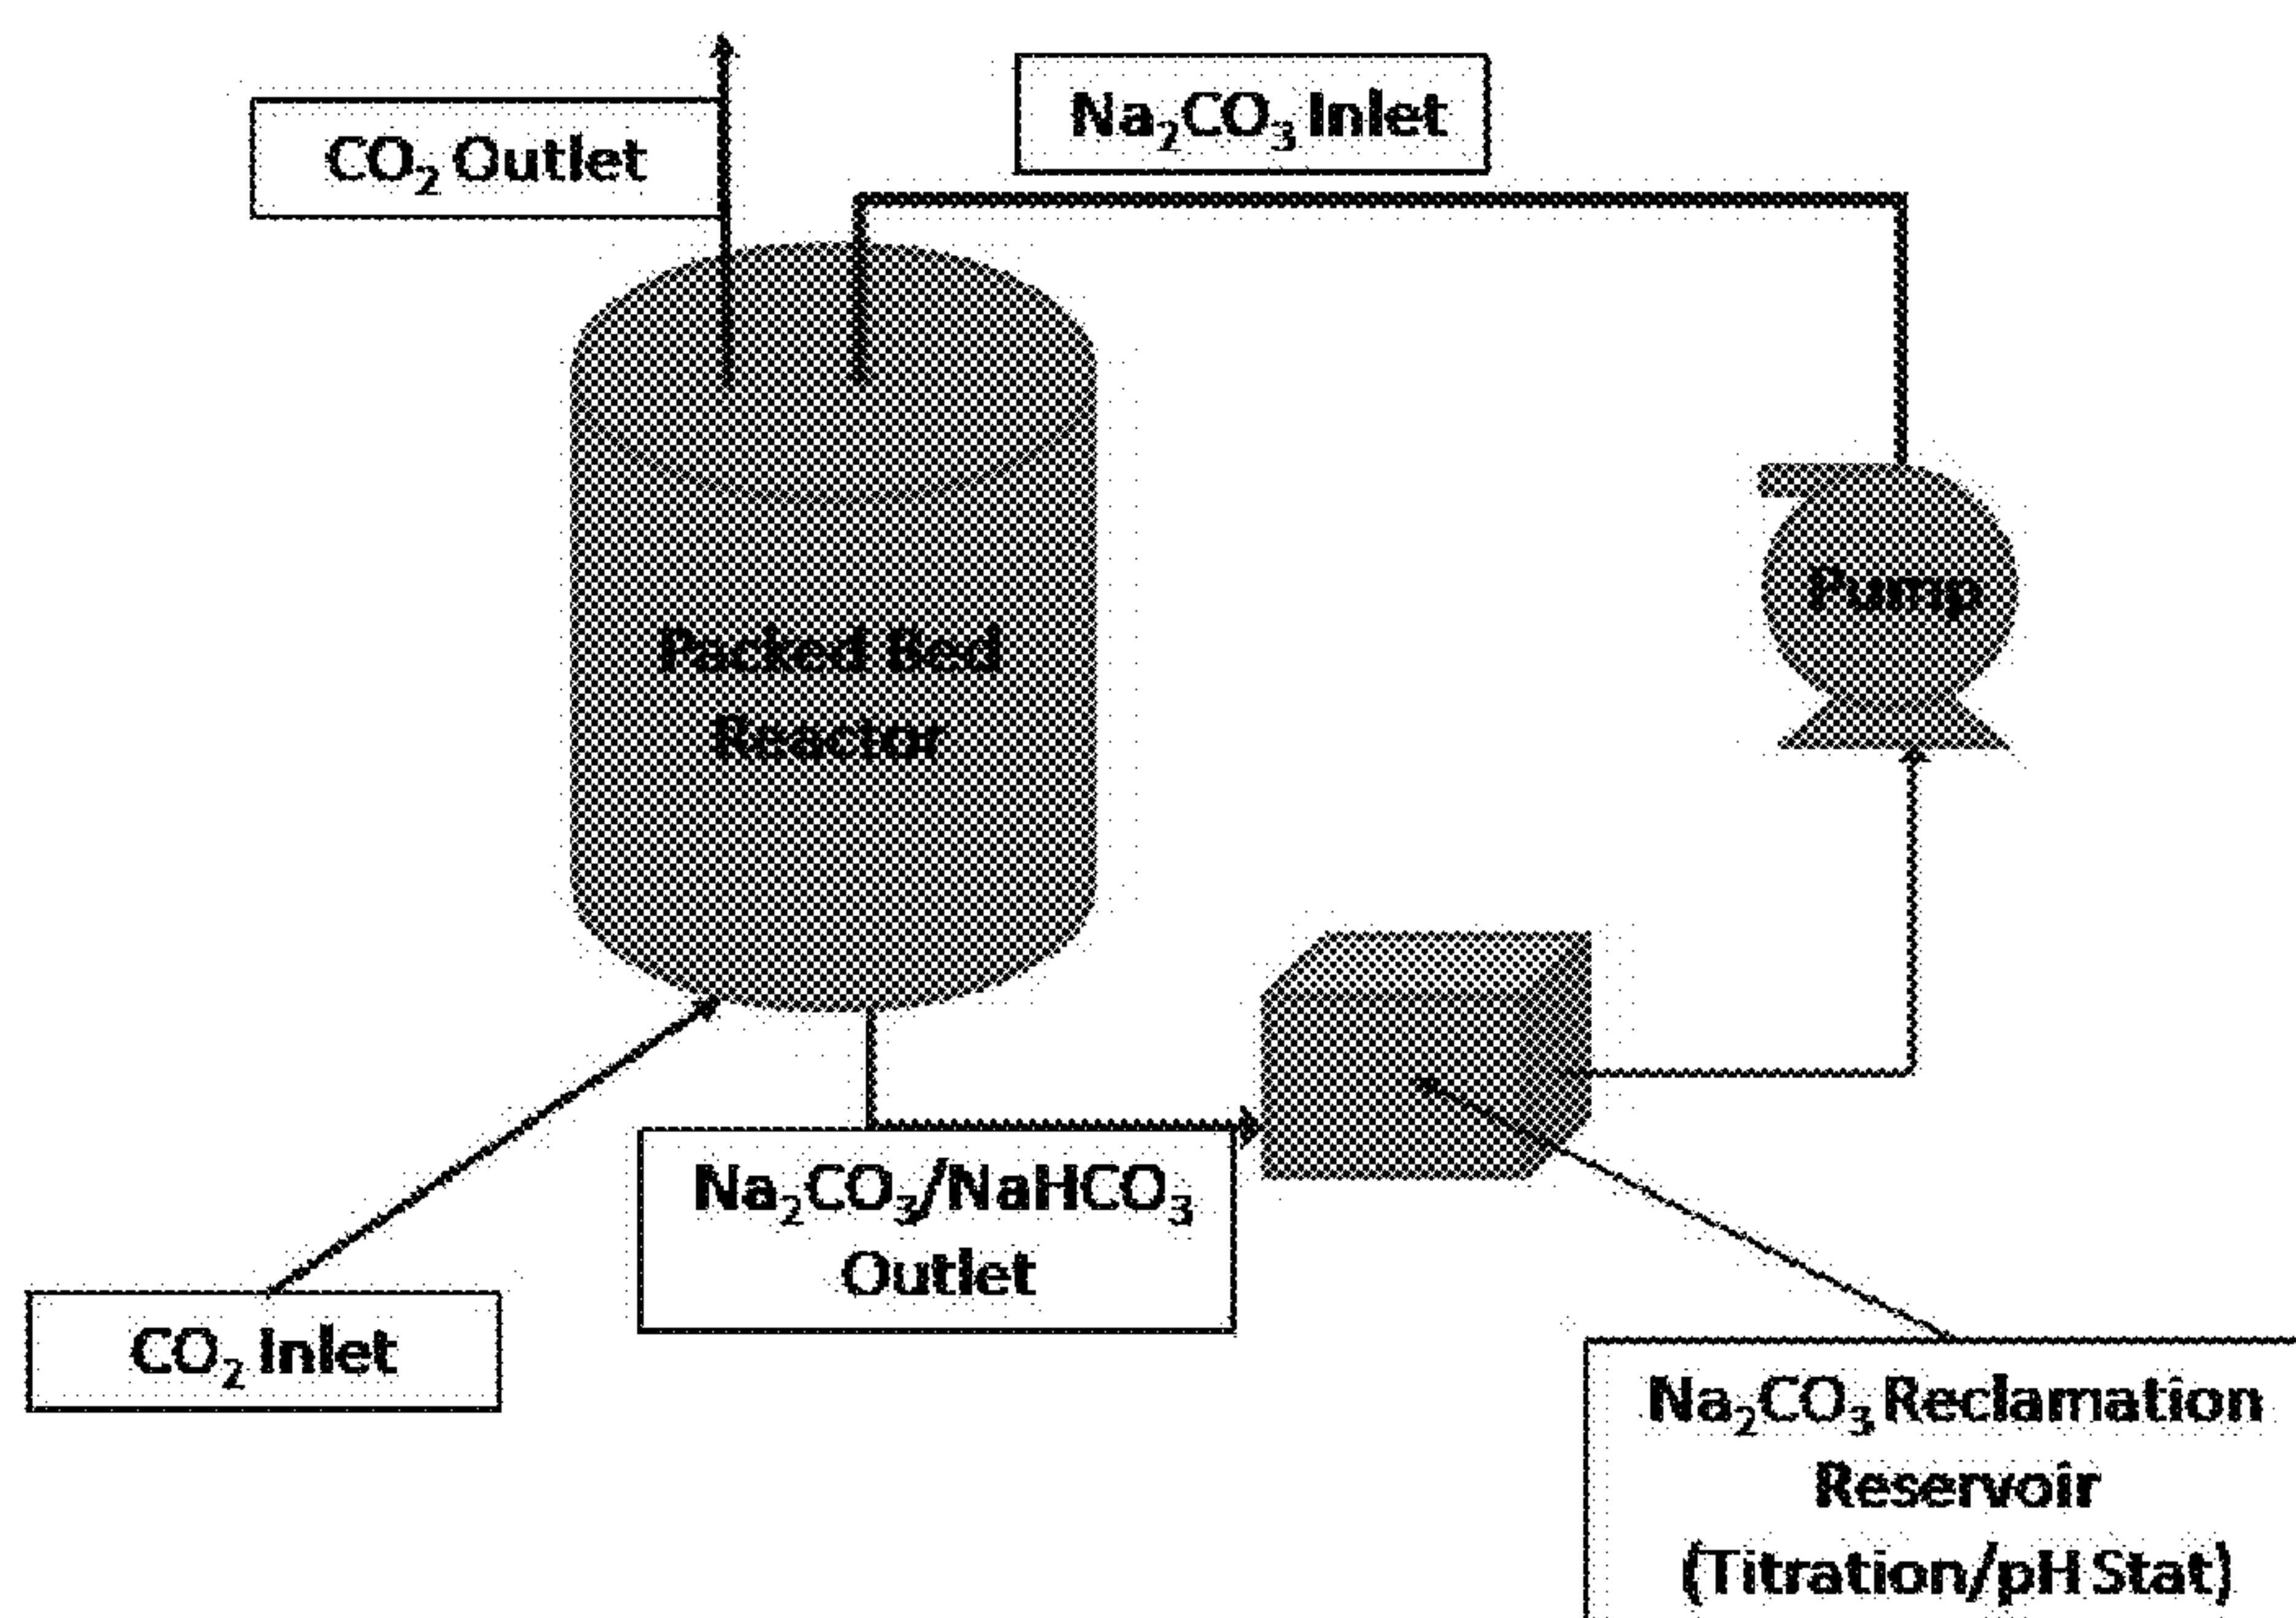 CO₂ Outlet
Na₂CO₃ Inlet
Pump
Packed Bed
Reactor
Na₂CO₃/NaHCO₃
Outlet
CO₂ Inlet
Na₂CO₃ Reclamation
Reservoir
(Titration/pH Stat)